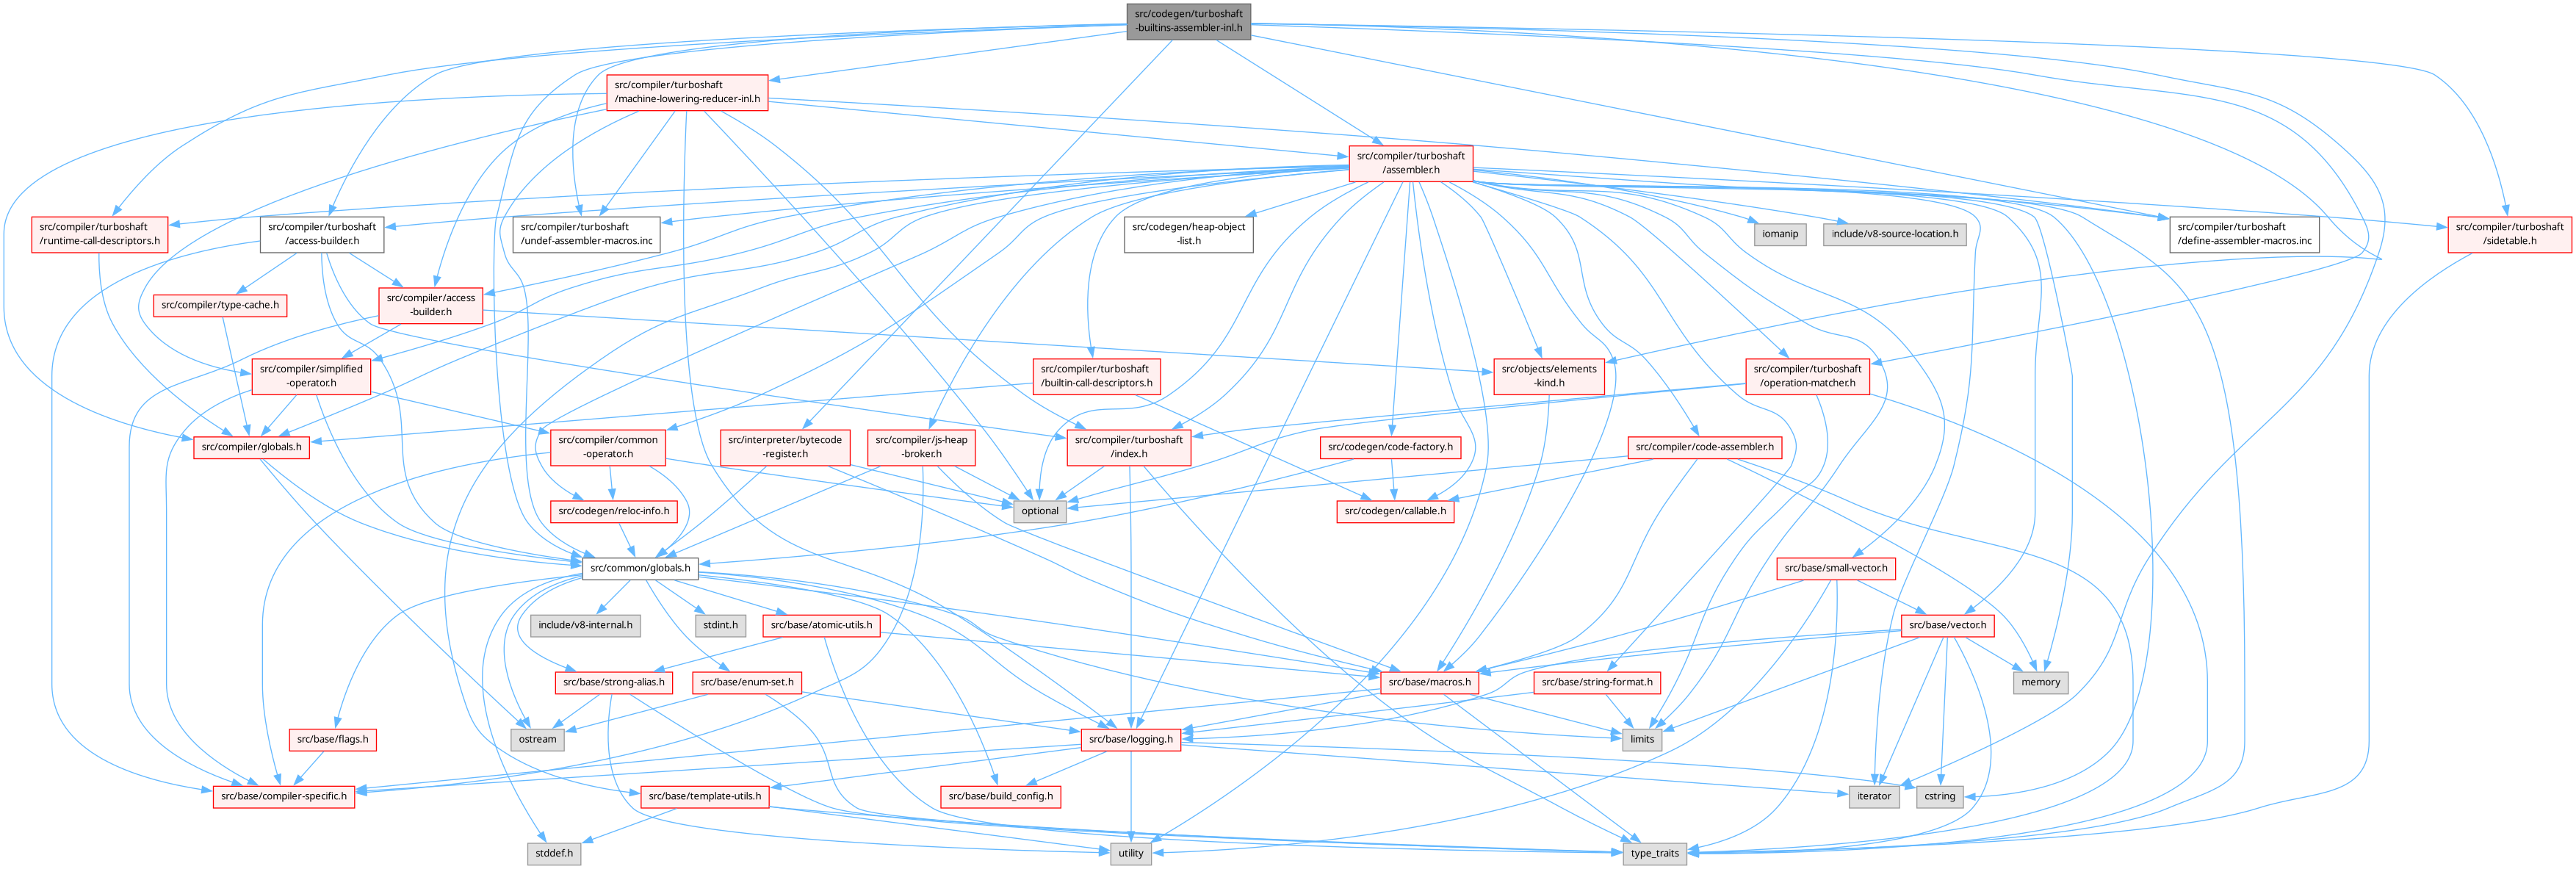 src/codegen/turboshaft
-builtins-assembler-inl.h
src/compiler/turboshaft
/machine-lowering-reducer-inl.h
src/compiler/turboshaft
/assembler.h
src/compiler/turboshaft
/runtime-call-descriptors.h
src/compiler/turboshaft
/access-builder.h
src/compiler/turboshaft
/undef-assembler-macros.inc
src/codegen/heap-object
-list.h
iomanip
include/v8-source-location.h
src/compiler/turboshaft
/define-assembler-macros.inc
src/compiler/turboshaft
/sidetable.h
src/compiler/type-cache.h
src/compiler/access
-builder.h
src/compiler/simplified
-operator.h
src/compiler/turboshaft
/builtin-call-descriptors.h
src/objects/elements
-kind.h
src/compiler/turboshaft
/operation-matcher.h
src/compiler/globals.h
src/compiler/common
-operator.h
src/interpreter/bytecode
-register.h
src/compiler/js-heap
-broker.h
src/compiler/turboshaft
/index.h
src/codegen/code-factory.h
src/compiler/code-assembler.h
src/codegen/reloc-info.h
optional
src/codegen/callable.h
src/common/globals.h
src/base/small-vector.h
include/v8-internal.h
stdint.h
src/base/atomic-utils.h
src/base/vector.h
src/base/strong-alias.h
src/base/enum-set.h
src/base/macros.h
src/base/string-format.h
memory
src/base/flags.h
ostream
src/base/logging.h
limits
src/base/compiler-specific.h
src/base/template-utils.h
src/base/build_config.h
iterator
cstring
stddef.h
utility
type_traits